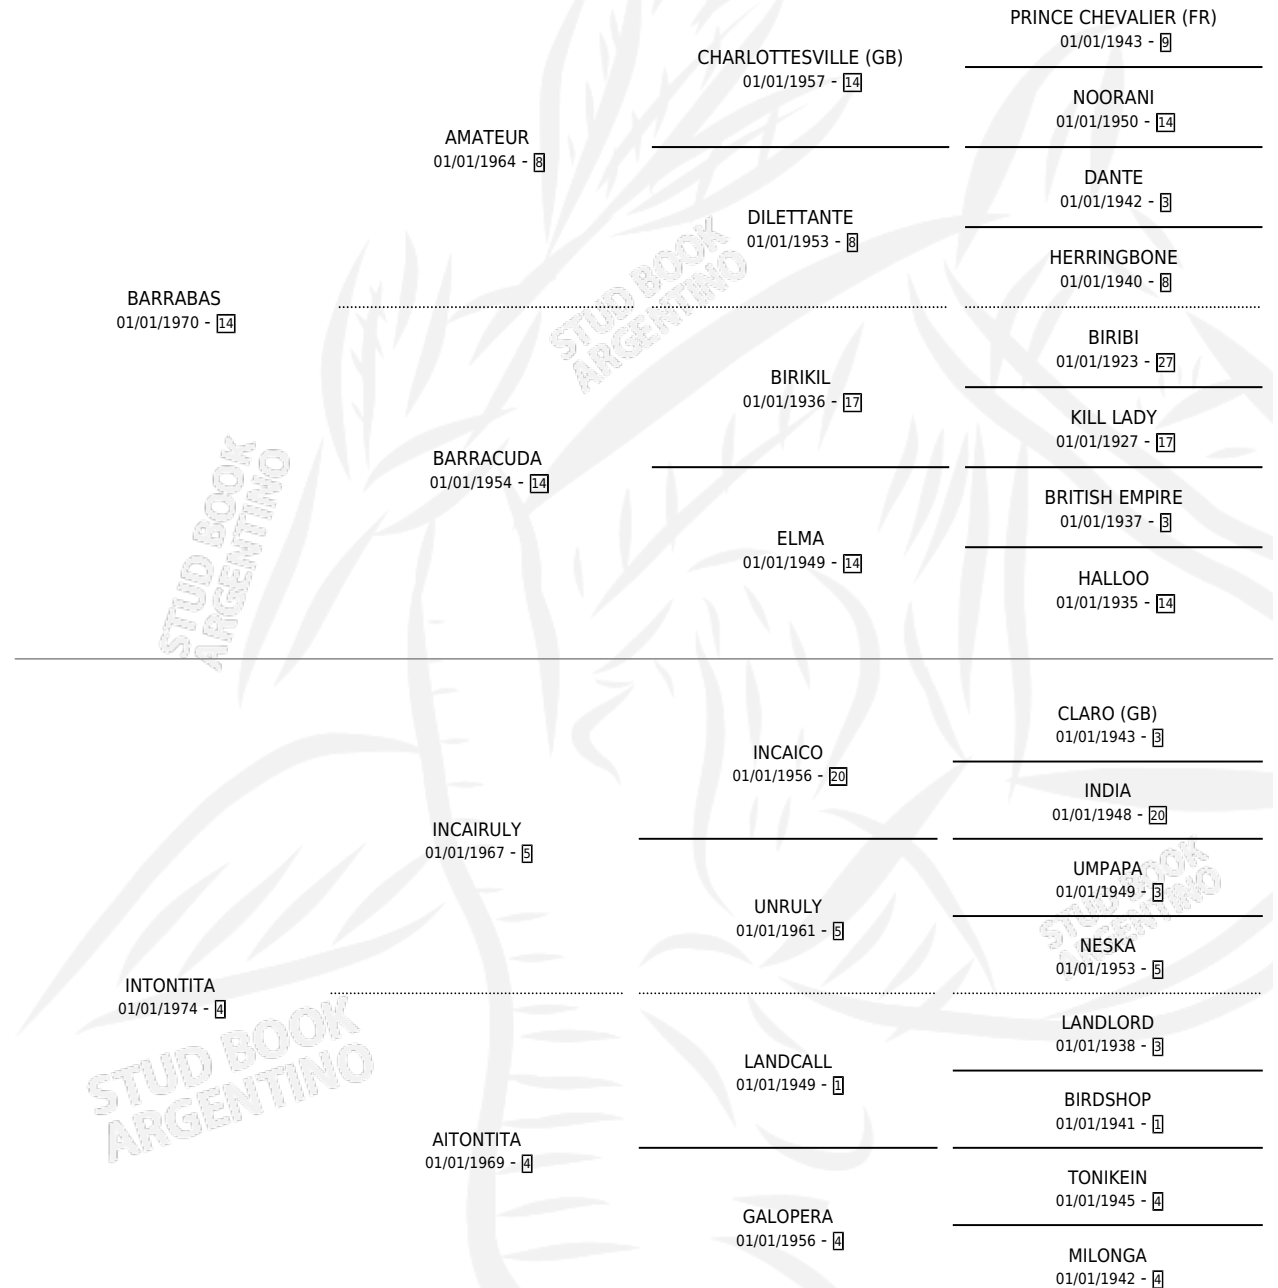 PRINCE CHEVALIER (FR)
01/01/1943 - 9
CHARLOTTESVILLE (GB)
01/01/1957 - 14
NOORANI
01/01/1950 - 14
AMATEUR
01/01/1964 - 8
DANTE
01/01/1942 - 3
DILETTANTE
01/01/1953 - 8
HERRINGBONE
01/01/1940 - 8
BARRABAS
01/01/1970 - 14
STUD BOOK
ARGENTINO
BIRIBI
01/01/1923 - 27
BIRIKIL
01/01/1936 - 17
KILL LADY
01/01/1927 - 17
BARRACUDA
01/01/1954 - 14
BRITISH EMPIRE
01/01/1937 - 3
ELMA
01/01/1949 - 14
HALLOO
01/01/1935 - 14
STUD BOOK
ARGENTINO
CLARO (GB)
01/01/1943 - 3
INCAICO
01/01/1956 - 20
INDIA
01/01/1948 - 20
INCAIRULY
01/01/1967 - 5
UMPAPA
01/01/1949 - 3
UNRULY
01/01/1961 - 5
NESKA
01/01/1953 - 5
STUD BOOK
ARGENTINO
INTONTITA
01/01/1974 - 4
LANDLORD
01/01/1938 - 3
LANDCALL
01/01/1949 - 1
BIRDSHOP
01/01/1941 - 1
STUD BOOK
ARGENTINO
AITONTITA
01/01/1969 - 4
TONIKEIN
01/01/1945 - 4
GALOPERA
01/01/1956 - 4
MILONGA
01/01/1942 - 4